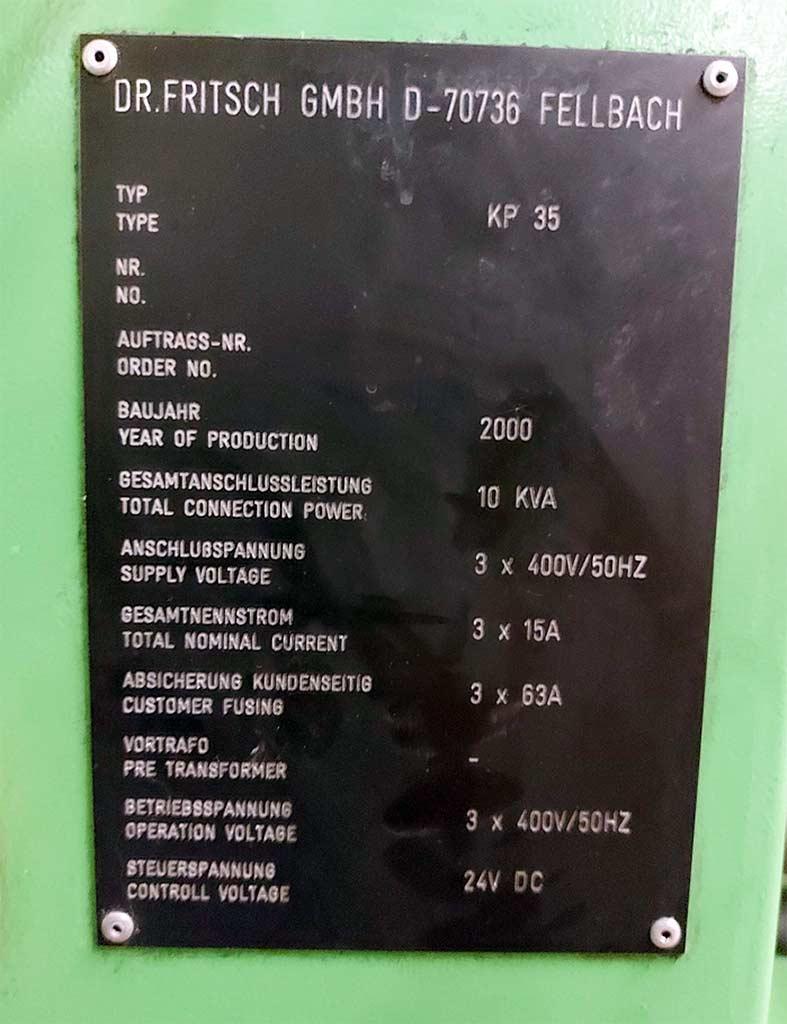 DR.FRITSCH GMBH D-70736 FELLBACH
TYP
TYPE
KP 35
NR.
NO.
AUFTRAGS-NR.
ORDER NO.
BAUJAHR
YEAR OF PRODUCTION
2000
GESAMTANSCHLUSSLEISTUNG
TOTAL CONNECTION POWER
10 KVA
ANSCHLUßSPANNUNG
SUPPLY VOLTAGE
3 x 400V/50HZ
GESAMTNENNSTROM
TOTAL NOMINAL CURRENT
3 x 15A
ABSICHERUNG KUNDENSEITIG
CUSTOMER FUSING
3 x 63A
VORTRAFO
PRE TRANSFORMER
-
BETRIEBSSPANNUNG
OPERATION VOLTAGE
3 x 400V/50HZ
STEUERSPANNUNG
CONTROLL VOLTAGE
24V DC